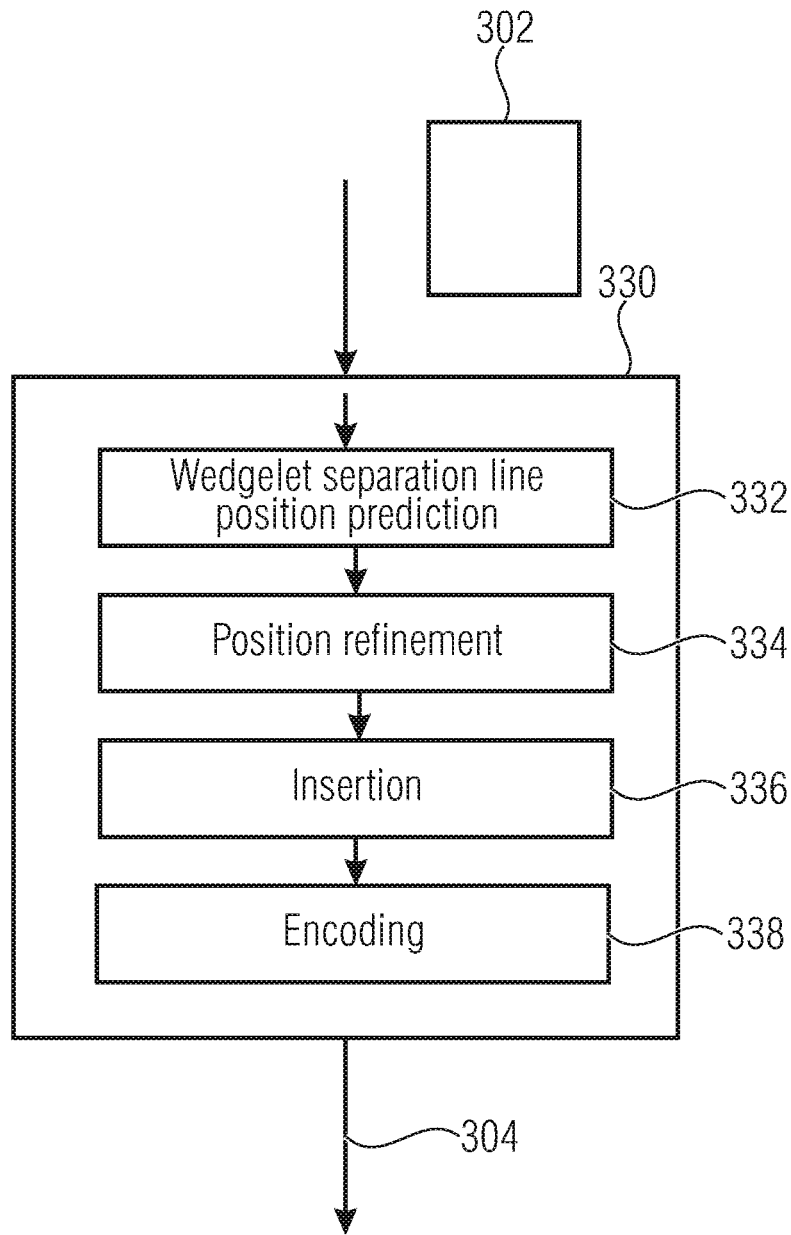 302
330
Wedgelet separation line
position prediction
332
Position refinement
334
Insertion
336
Encoding
338
304